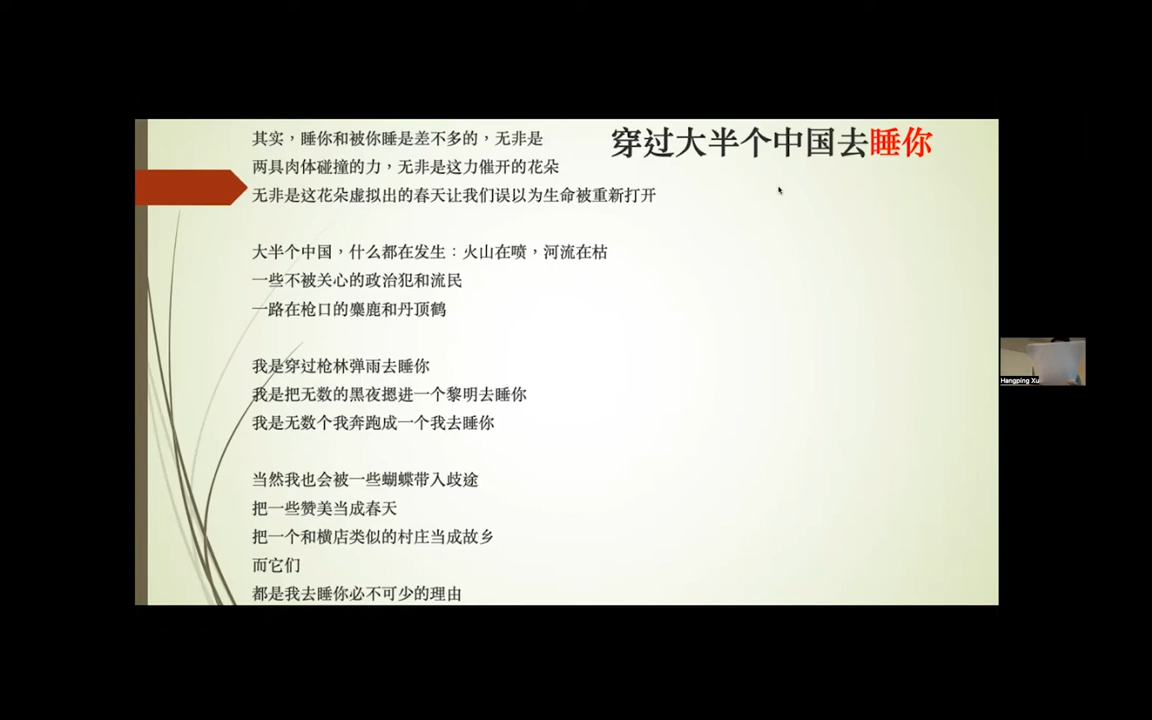 穿过大半个中国去睡你
其实，睡你和被你睡是差不多的，无非是
两具肉体碰撞的力，无非是这力催开的花朵
无非是这花朵虚拟出的春天让我们误以为生命被重新打开
大半个中国，什么都在发生：火山在喷，河流在枯
一些不被关心的政治犯和流民
一路在枪口的麋鹿和丹顶鹤
我是穿过枪林弹雨去睡你
我是把无数的黑夜摁进一个黎明去睡你
我是无数个我奔跑成一个我去睡你
当然我也会被一些蝴蝶带入歧途
把一些赞美当成春天
把一个和横店类似的村庄当成故乡
而它们
都是我去睡你必不可少的理由
Hangping Xu